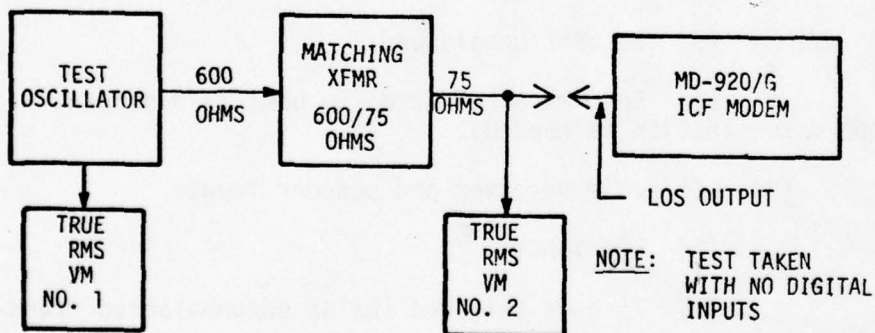 TEST
OSCILLATOR
600
OHMS
MATCHING
XFMR
600/75
OHMS
75
OHMS
MD-920/G
ICF MODEM
LOS OUTPUT
TRUE
RMS
VM
NO. 1
TRUE
RMS
VM
NO. 2
NOTE: TEST TAKEN
WITH NO DIGITAL
INPUTS